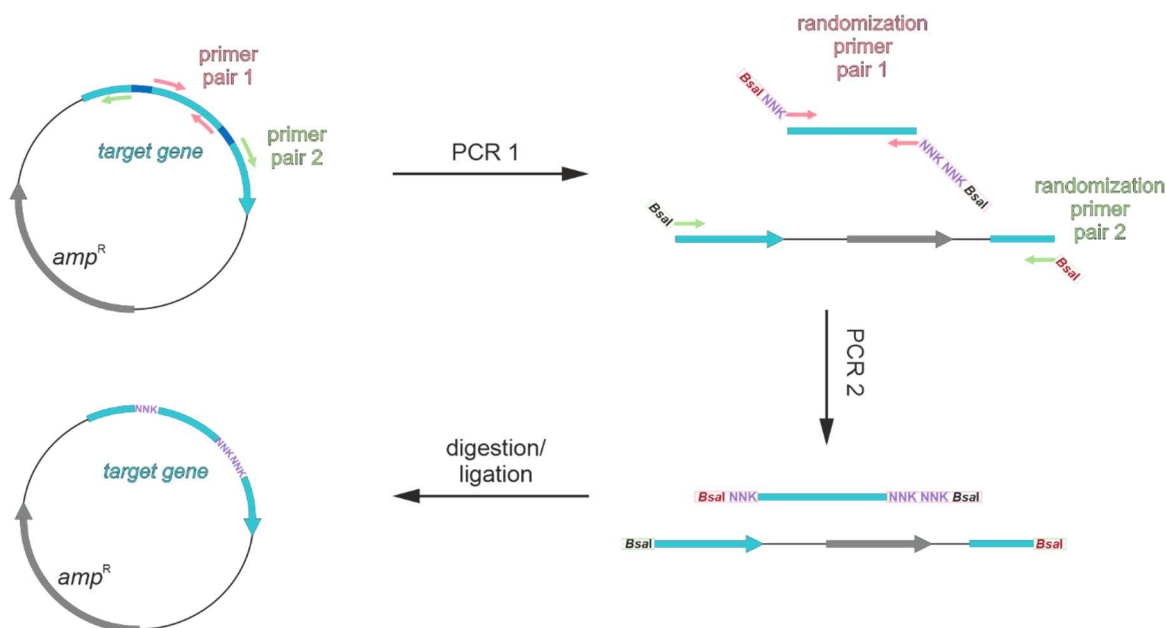 primer
pair 1
primer
pair 2
target gene
amp^R
PCR 1
randomization
primer
pair 1
BsaI NNK
NNK NNK BsaI
randomization
primer
pair 2
BsaI
BsaI
PCR 2
BsaI NNK
NNK NNK BsaI
BsaI
BsaI
digestion/
ligation
NNK
NNKNNK
target gene
amp^R